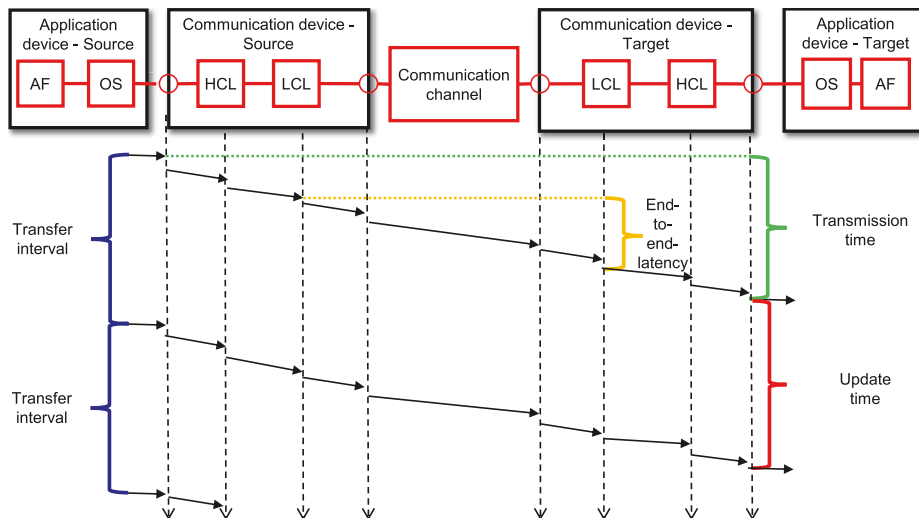 Application
device - Source
AF
OS
Communication device -
Source
HCL
LCL
Communication
channel
Communication device -
Target
LCL
HCL
Application
device - Target
OS
AF
Transfer
interval
End-
to-
end-
latency
Transmission
time
Transfer
interval
Update
time